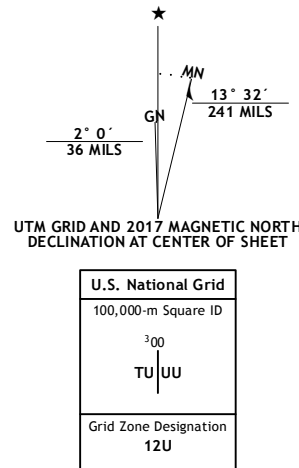 ★
MN
GN
13° 32´
241 MILS
2° 0´
36 MILS
UTM GRID AND 2017 MAGNETIC NORTH
DECLINATION AT CENTER OF SHEET
U.S. National Grid
100,000-m Square ID
³00
TU UU
Grid Zone Designation
12U